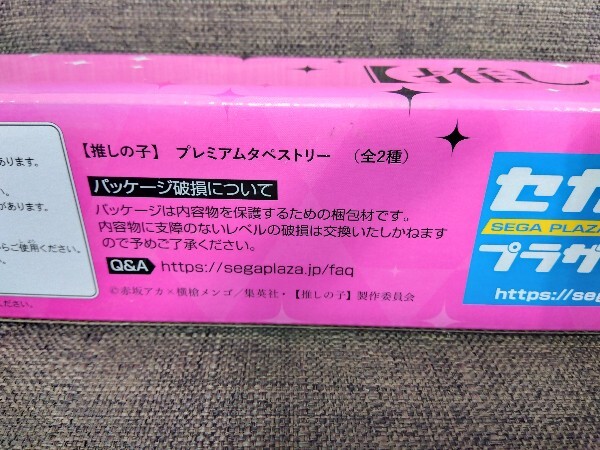 【推し
あります。
い。
があります。
らご使用ください。
ださい。
【推しの子】 プレミアムタペストリー （全2種）
パッケージ破損について
パッケージは内容物を保護するための梱包材です。
内容物に支障のないレベルの破損は交換いたしかねます
ので予めご了承ください。
Q&A https://segaplaza.jp/faq
©赤坂アカ×横槍メンゴ／集英社・【推しの子】製作委員会
セガ
SEGA PLAZA
プラザ
https://seg